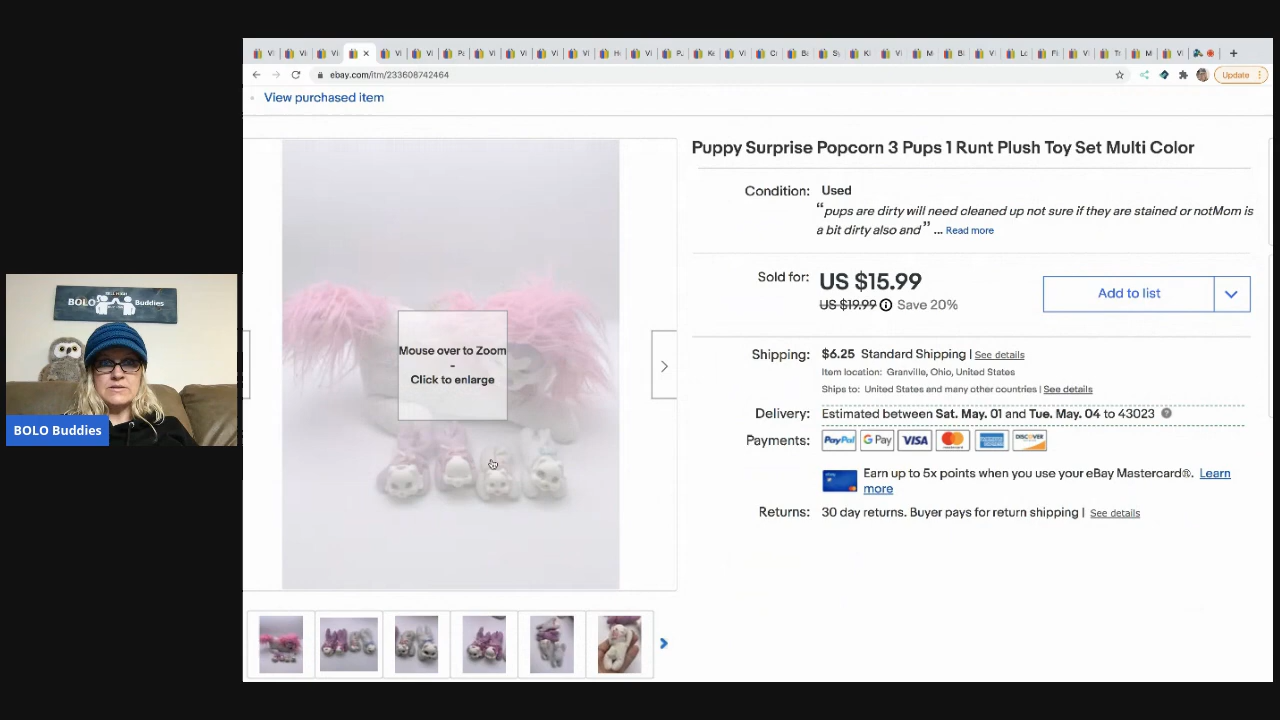 ebay.com/itm/233608742464
Update
View purchased item
Puppy Surprise Popcorn 3 Pups 1 Runt Plush Toy Set Multi Color
Condition: Used
“pups are dirty will need cleaned up not sure if they are stained or notMom is
a bit dirty also and” ... Read more
Sold for: US $15.99
US $19.99 Save 20%
Add to list
Mouse over to Zoom
-
Click to enlarge
Shipping: $6.25 Standard Shipping | See details
Item location: Granville, Ohio, United States
Ships to: United States and many other countries | See details
Delivery: Estimated between Sat. May. 01 and Tue. May. 04 to 43023
Payments: PayPal G Pay VISA DISCOVER
Earn up to 5x points when you use your eBay Mastercard®. Learn
more
Returns: 30 day returns. Buyer pays for return shipping | See details
BOLO Buddies
BOLO Buddies